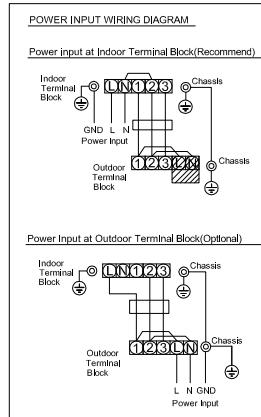 POWER INPUT WIRING DIAGRAM
Power input at Indoor Terminal Block(Recommend)
Indoor
Terminal
Block
L N 1 2 3
Chassis
GND L N
Power Input
Outdoor
Terminal
Block
1 2 3 L N
Chassis
Power Input at Outdoor Terminal Block(Optional)
Indoor
Terminal
Block
L N 1 2 3
Chassis
Outdoor
Terminal
Block
1 2 3 L N
Chassis
L N GND
Power Input